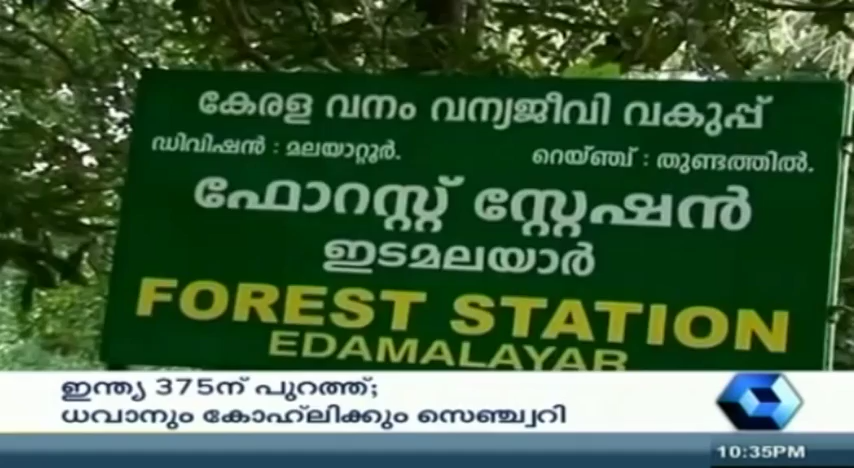 കേരള വനം വന്യജീവി വകുപ്പ്
ഡിവിഷൻ : മലയാറ്റൂർ. റെയ്ഞ്ച് : തുണ്ടത്തിൽ.
ഫോറസ്റ്റ് സ്റ്റേഷൻ
ഇടമലയാർ
FOREST STATION
EDAMALAYAR
ഇന്ത്യ 375ന് പുറത്ത്;
ധവാനും കോഹ്‌ലിക്കും സെഞ്ച്വറി
10:35PM